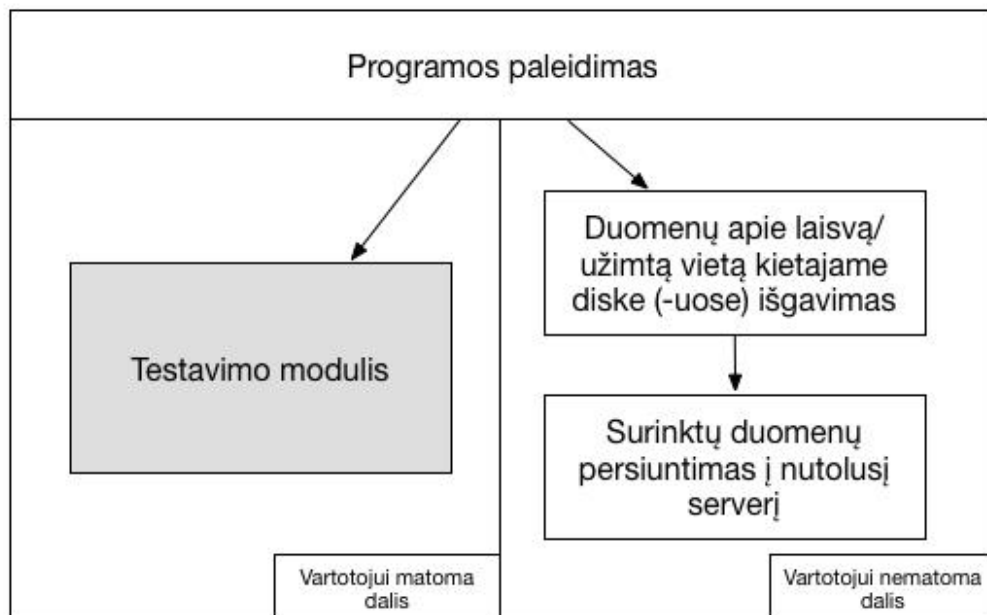 Programos paleidimas
Testavimo modulis
Vartotojui matoma
dalis
Duomenų apie laisvą/
užimtą vietą kietajame
diske (-uose) išgavimas
Surinktų duomenų
persiuntimas į nutolusį
serverį
Vartotojui nematoma
dalis